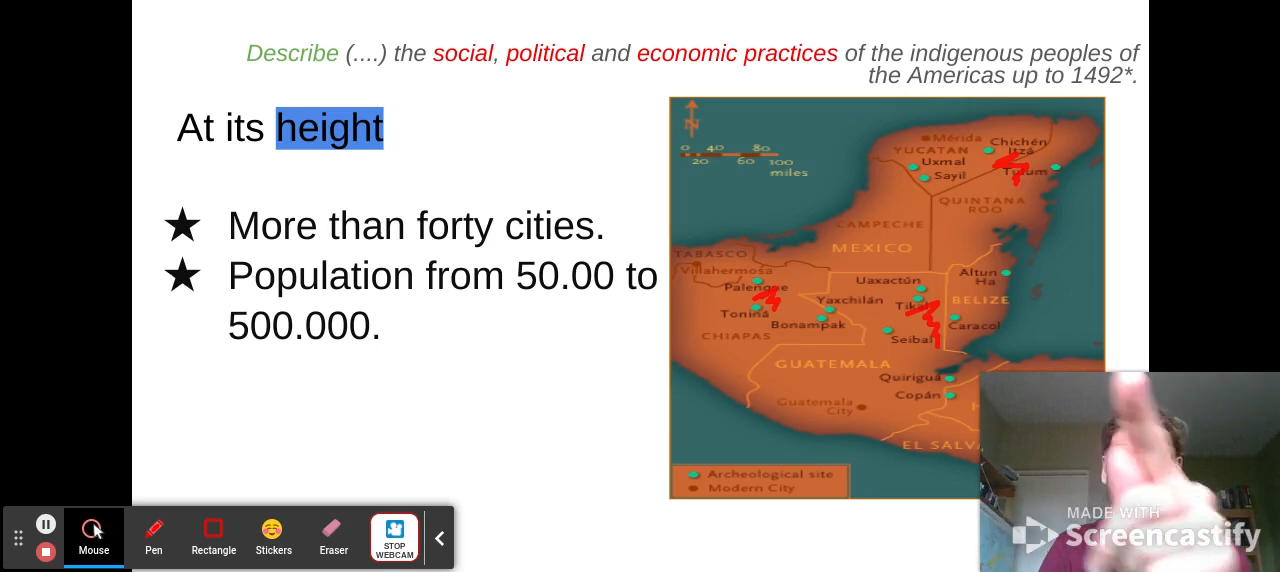 Describe (....) the social, political and economic practices of the indigenous peoples of
the Americas up to 1492*.
At its height
★ More than forty cities.
★ Population from 50.00 to
500.000.
N
0 40 80
20 60 100
miles
Mérida
Chichén
Itzá
YUCATAN
Uxmal
Sayil
Tulum
QUINTANA
ROO
CAMPECHE
MEXICO
TABASCO
Villahermosa
Palenque
Uaxactún
Altun
Ha
Yaxchilán
Tikal
BELIZE
Toniná
Bonampak
Caracol
CHIAPAS
Seibal
GUATEMALA
Quiriguá
Copán
Guatemala
City
H
EL SALVA
Archeological site
Modern City
Mouse
Pen
Rectangle
Stickers
Eraser
STOP
WEBCAM
MADE WITH
Screencastify